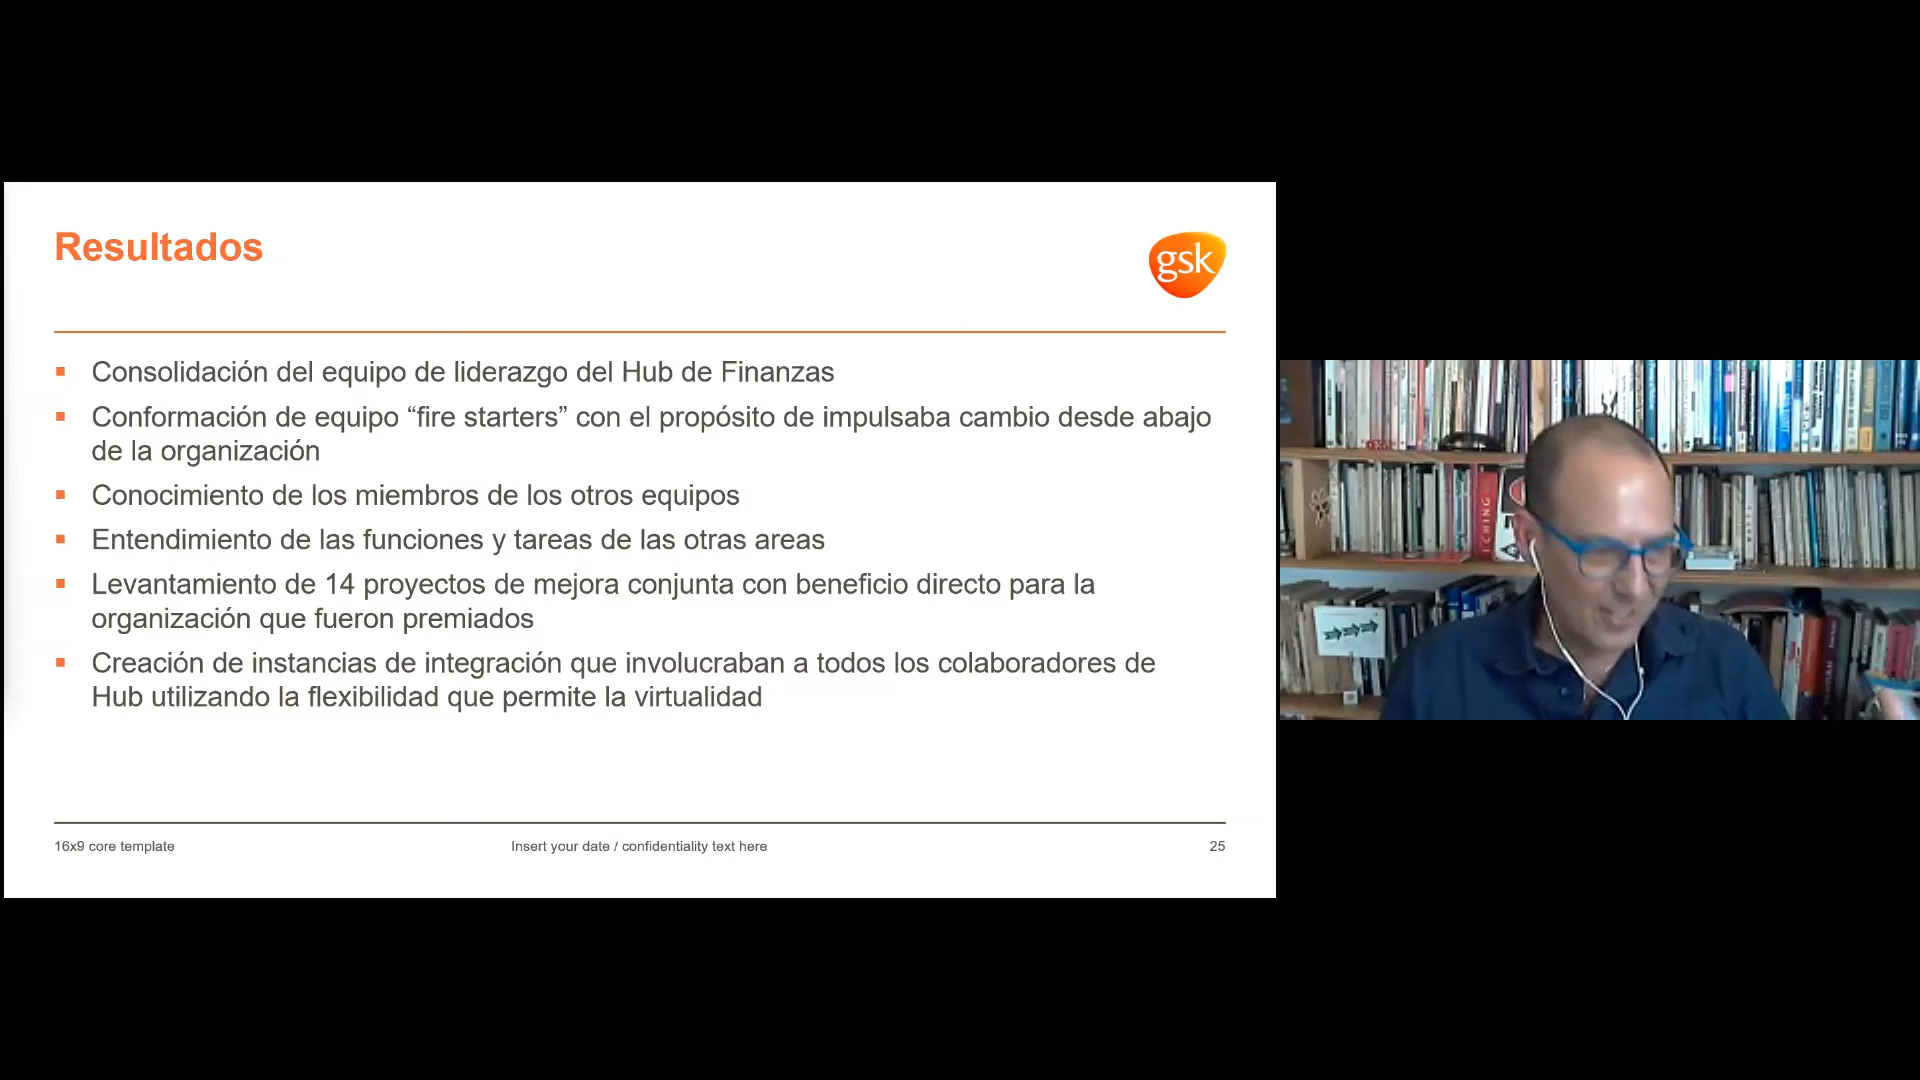 Resultados
gsk
Consolidación del equipo de liderazgo del Hub de Finanzas
Conformación de equipo “fire starters” con el propósito de impulsaba cambio desde abajo
de la organización
Conocimiento de los miembros de los otros equipos
Entendimiento de las funciones y tareas de las otras areas
Levantamiento de 14 proyectos de mejora conjunta con beneficio directo para la
organización que fueron premiados
Creación de instancias de integración que involucraban a todos los colaboradores de
Hub utilizando la flexibilidad que permite la virtualidad
16x9 core template
Insert your date / confidentiality text here
25
I CHING